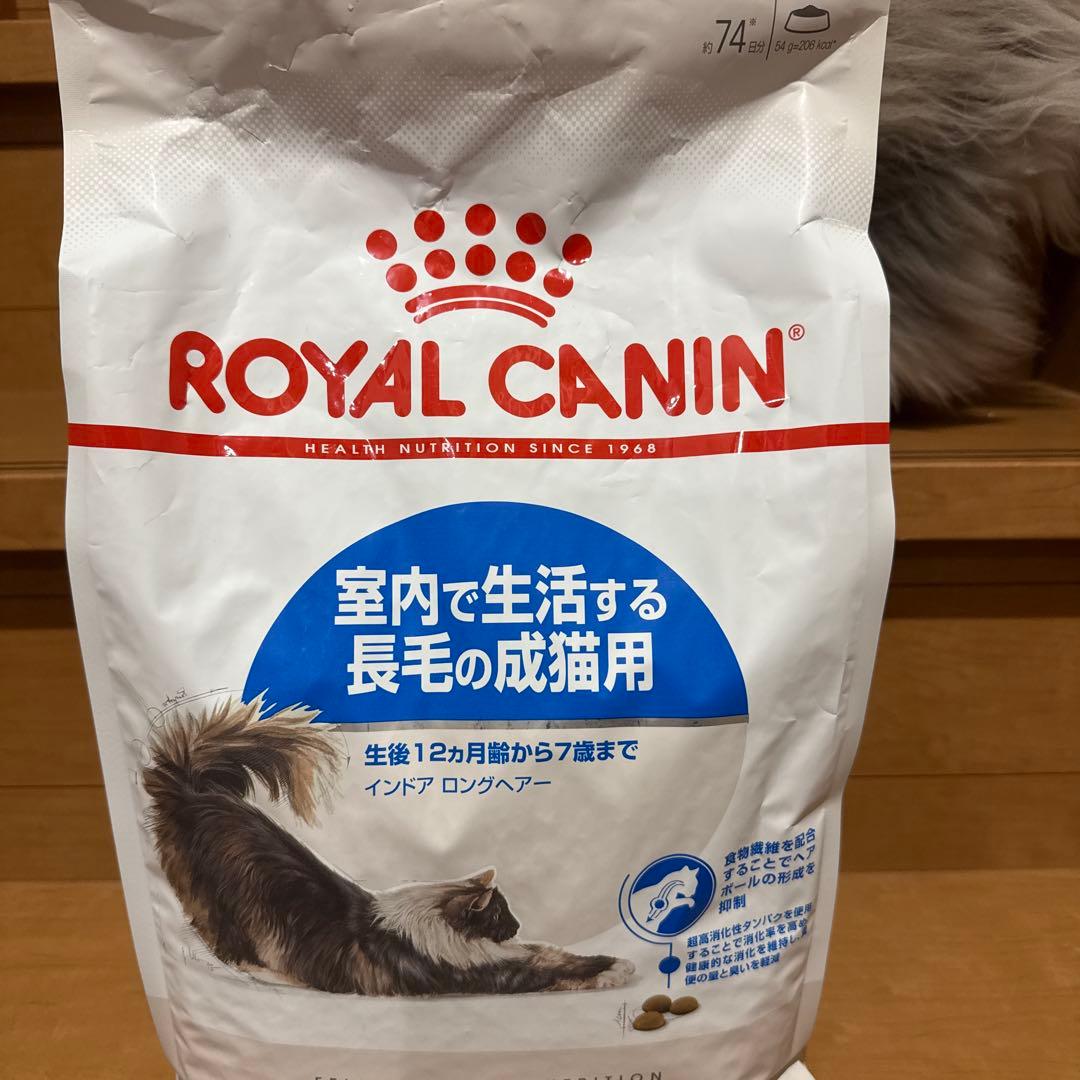 約74※日分 54 g=206 kcal*
ROYAL CANIN®
HEALTH NUTRITION SINCE 1968
室内で生活する
長毛の成猫用
生後12ヵ月齢から7歳まで
インドア ロングヘアー
食物繊維を配合
することでヘア
ボールの形成を
抑制
超高消化性タンパクを使用
することで消化率を高め
健康的な消化を維持し、
便の量と臭いを軽減